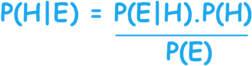 P(H|E) = P(E|H).P(H)
P(E)